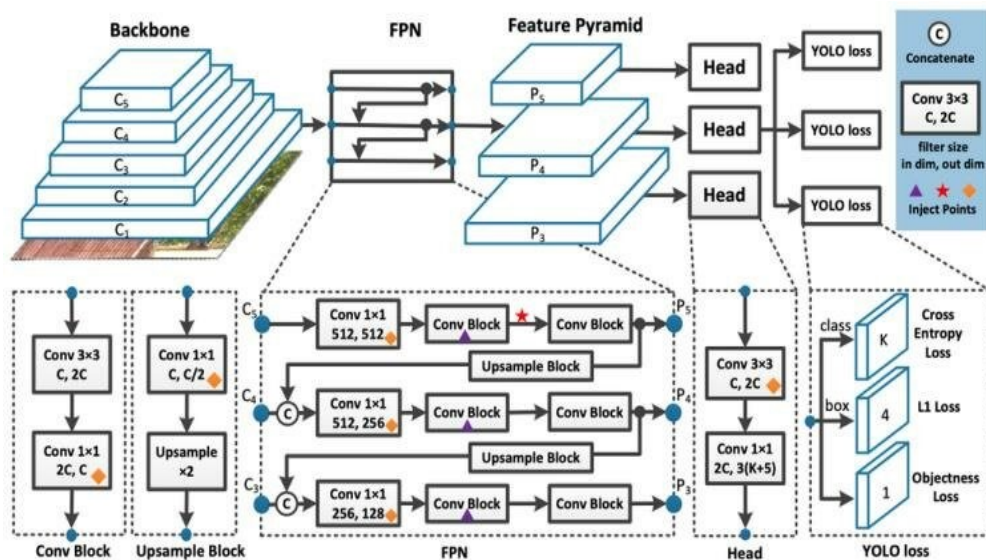 Backbone
FPN
Feature Pyramid
C5
C4
C3
C2
C1
P5
P4
P3
Head
Head
Head
YOLO loss
YOLO loss
YOLO loss
C
Concatenate
Conv 3×3
C, 2C
filter size
in dim, out dim
Inject Points
Conv 3×3
C, 2C
Conv 1×1
2C, C
Conv Block
Conv 1×1
C, C/2
Upsample
×2
Upsample Block
C5
Conv 1×1
512, 512
Conv Block
Conv Block
P5
Upsample Block
C4
C
Conv 1×1
512, 256
Conv Block
Conv Block
P4
Upsample Block
C3
C
Conv 1×1
256, 128
Conv Block
Conv Block
P3
FPN
Conv 3×3
C, 2C
Conv 1×1
2C, 3(K+5)
Head
class
K
Cross
Entropy
Loss
box
4
L1 Loss
1
Objectness
Loss
YOLO loss